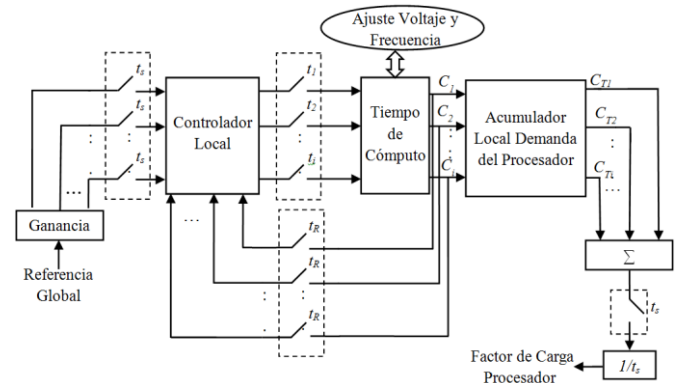 Ajuste Voltaje y
Frecuencia
t_s
t_s
:
:
t_s
Controlador
Local
t_1
t_2
:
:
t_i
Tiempo
de
Cómputo
C_1
C_2
:
:
C_i
Acumulador
Local Demanda
del Procesador
C_T1
C_T2
:
C_Ti
...
...
Ganancia
Referencia
Global
...
t_R
t_R
:
:
:
t_R
Σ
t_s
1/t_s
Factor de Carga
Procesador